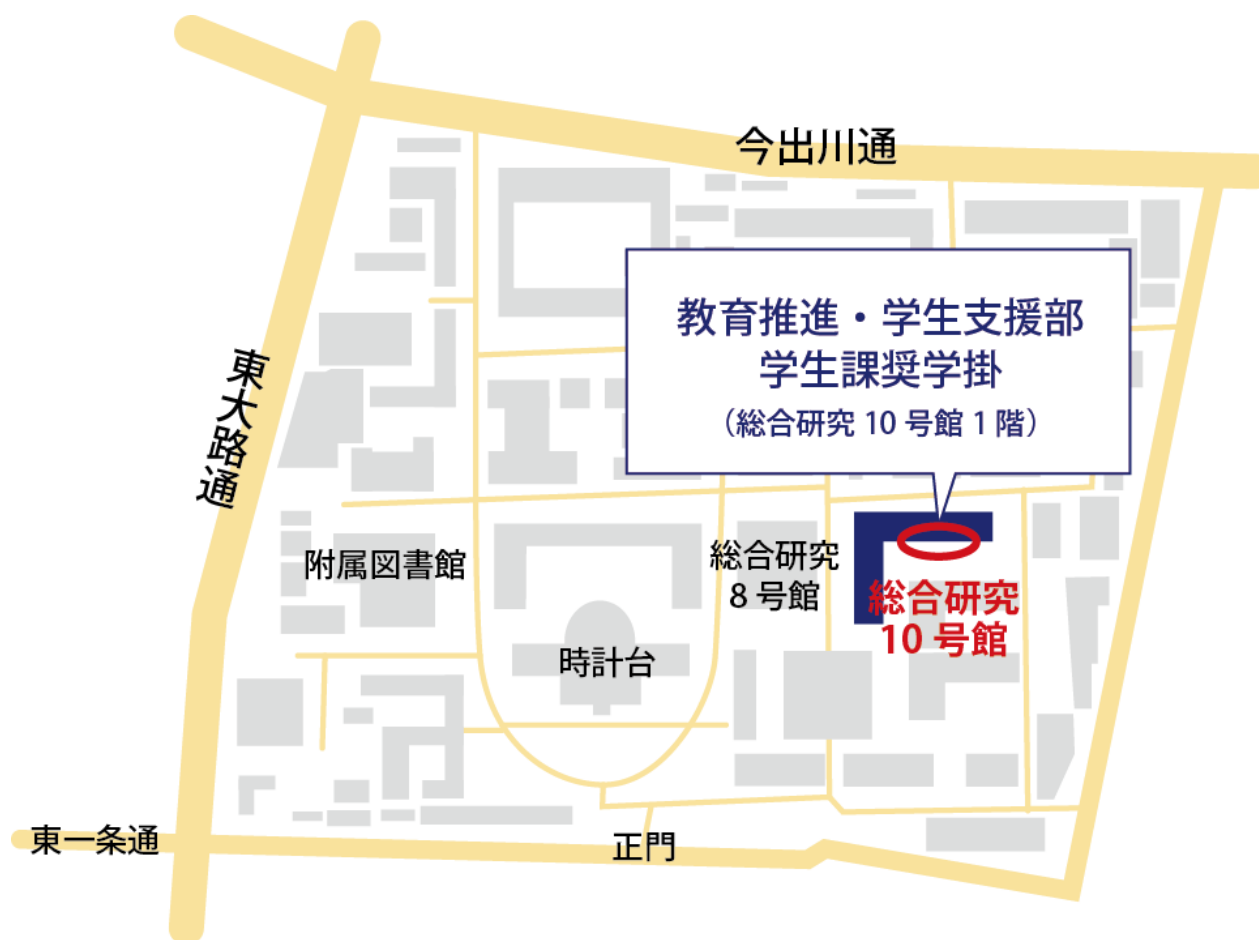 今出川通
教育推進・学生支援部
学生課奨学掛
（総合研究 10 号館 1 階）
東大路通
附属図書館
総合研究
8 号館
総合研究
10 号館
時計台
東一条通
正門